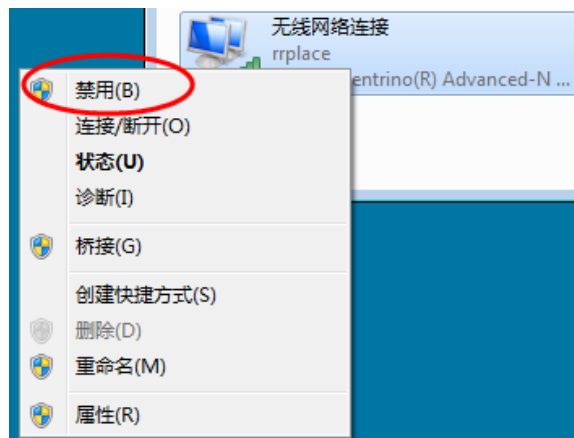 无线网络连接
rrplace
entrino(R) Advanced-N ...
禁用(B)
连接/断开(O)
状态(U)
诊断(I)
桥接(G)
创建快捷方式(S)
删除(D)
重命名(M)
属性(R)